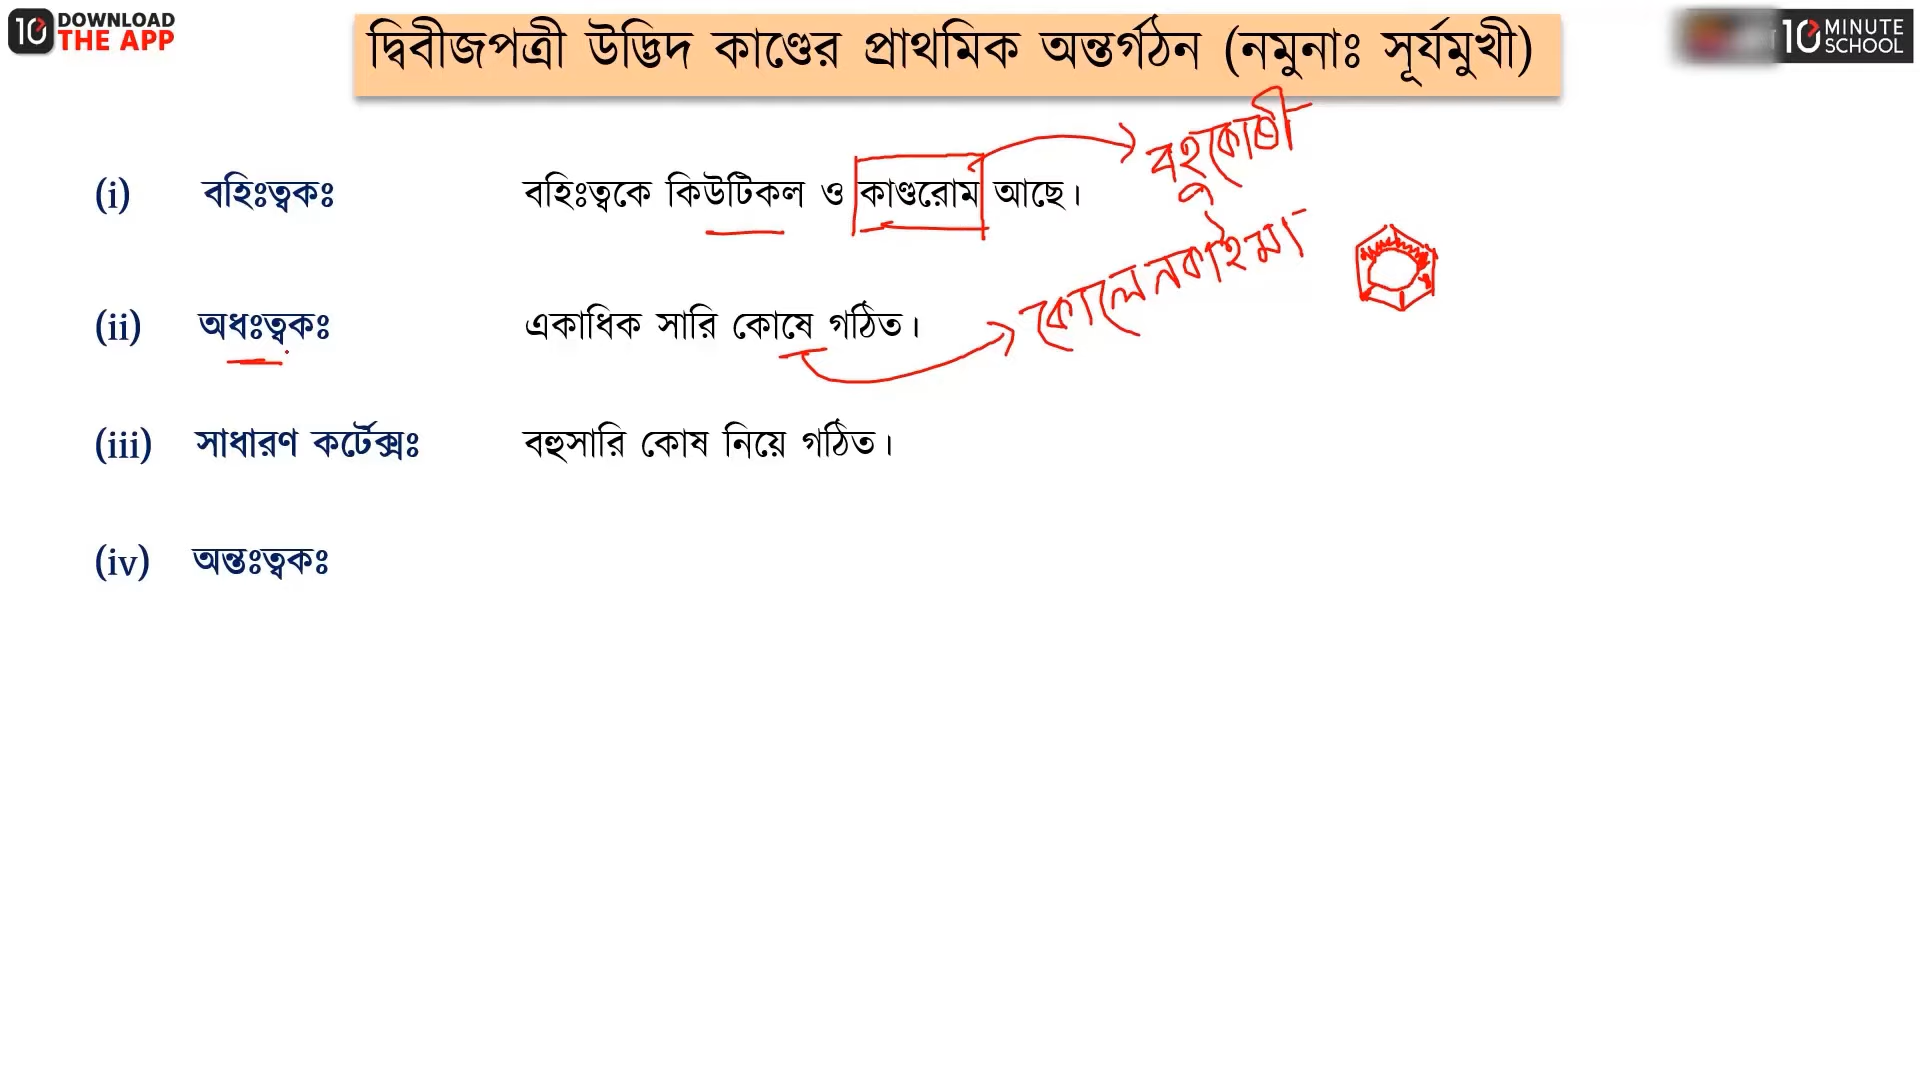 10 DOWNLOAD THE APP
দ্বিবীজপত্রী উদ্ভিদ কাণ্ডের প্রাথমিক অন্তর্গঠন (নমুনাঃ সূর্যমুখী)
10 MINUTE SCHOOL
(i) বহিঃত্বকঃ বহিঃত্বকে কিউটিকল ও কাণ্ডরোম আছে।
বহুকোষী
(ii) অধঃত্বকঃ একাধিক সারি কোষে গঠিত।
কোলেনকাইমা
(iii) সাধারণ কর্টেক্সঃ বহুসারি কোষ নিয়ে গঠিত।
(iv) অন্তঃত্বকঃ